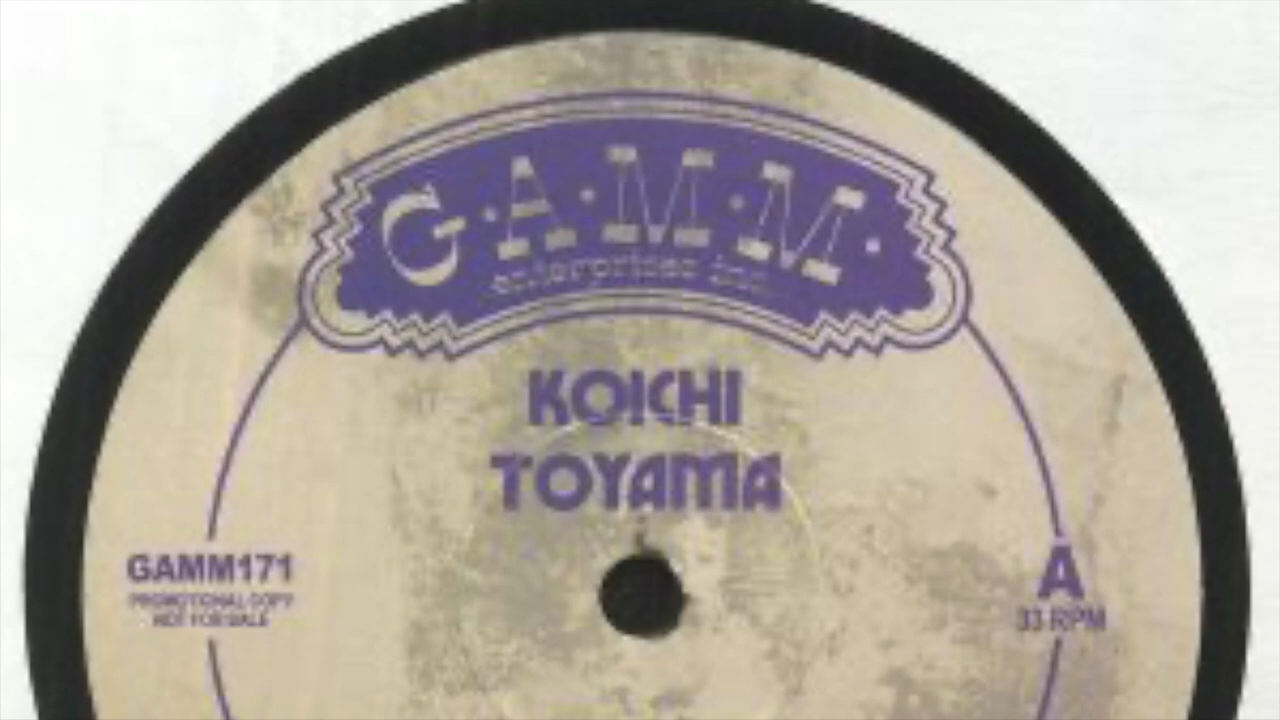 G·A·M·M·
enterprises inc.
KOICHI
TOYAMA
GAMM171
PROMOTIONAL COPY
NOT FOR SALE
A
33 RPM